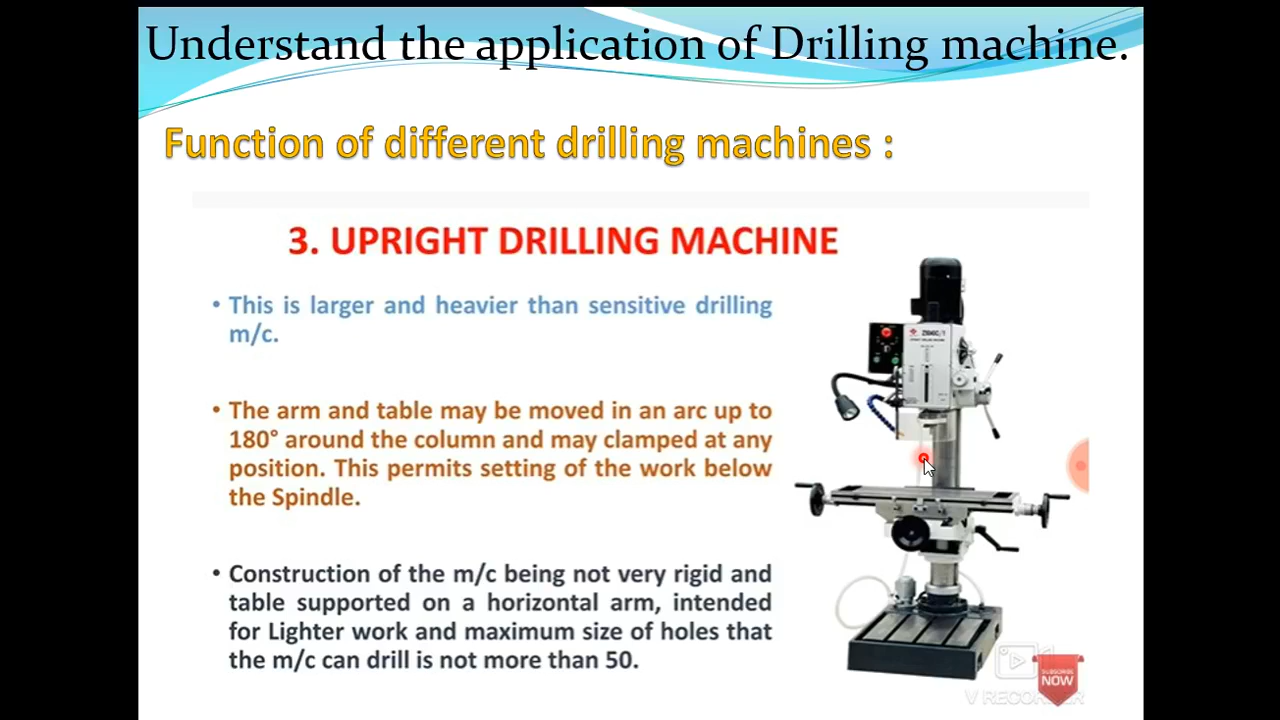 Understand the application of Drilling machine.
Function of different drilling machines :
3. UPRIGHT DRILLING MACHINE
• This is larger and heavier than sensitive drilling
m/c.
• The arm and table may be moved in an arc up to
180° around the column and may clamped at any
position. This permits setting of the work below
the Spindle.
• Construction of the m/c being not very rigid and
table supported on a horizontal arm, intended
for Lighter work and maximum size of holes that
the m/c can drill is not more than 50.
SUBSCRIBE
NOW
V RECORDER